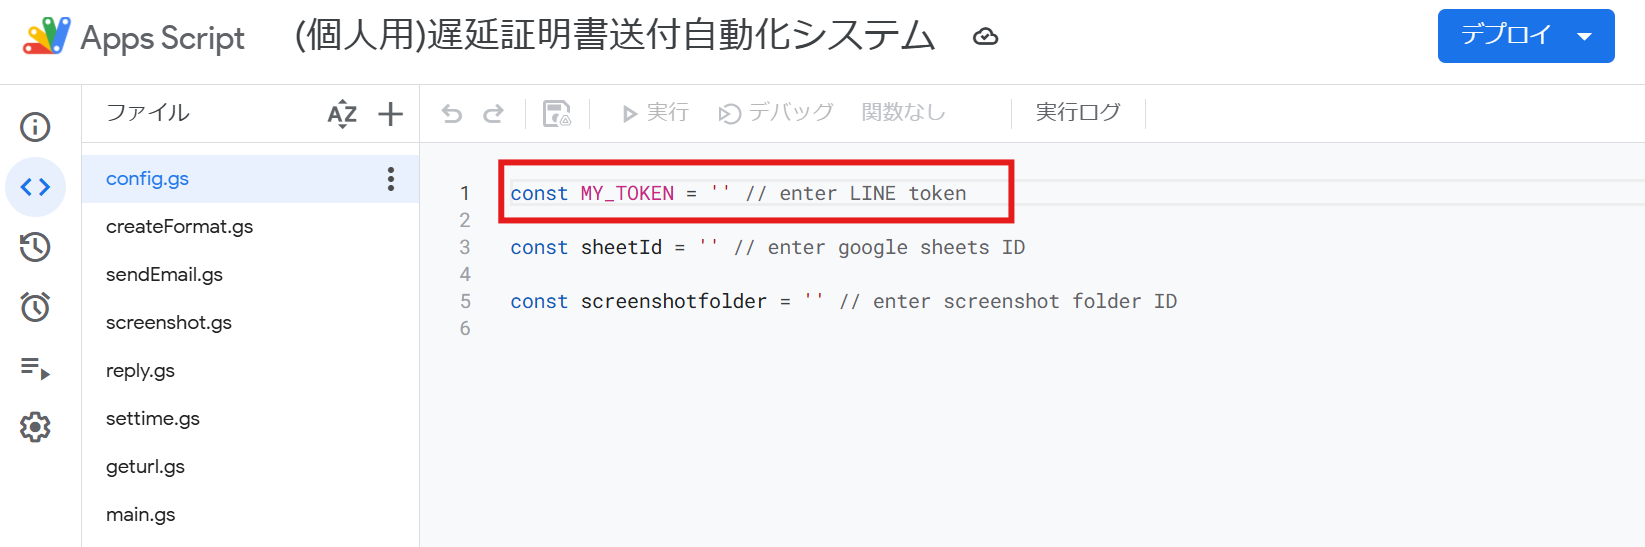 Apps Script (個人用)遅延証明書送付自動化システム デプロイ
ファイル AZ 実行 デバッグ 関数なし 実行ログ
config.gs
createFormat.gs
sendEmail.gs
screenshot.gs
reply.gs
settime.gs
geturl.gs
main.gs
1 const MY_TOKEN = '' // enter LINE token
2
3 const sheetId = '' // enter google sheets ID
4
5 const screenshotfolder = '' // enter screenshot folder ID
6